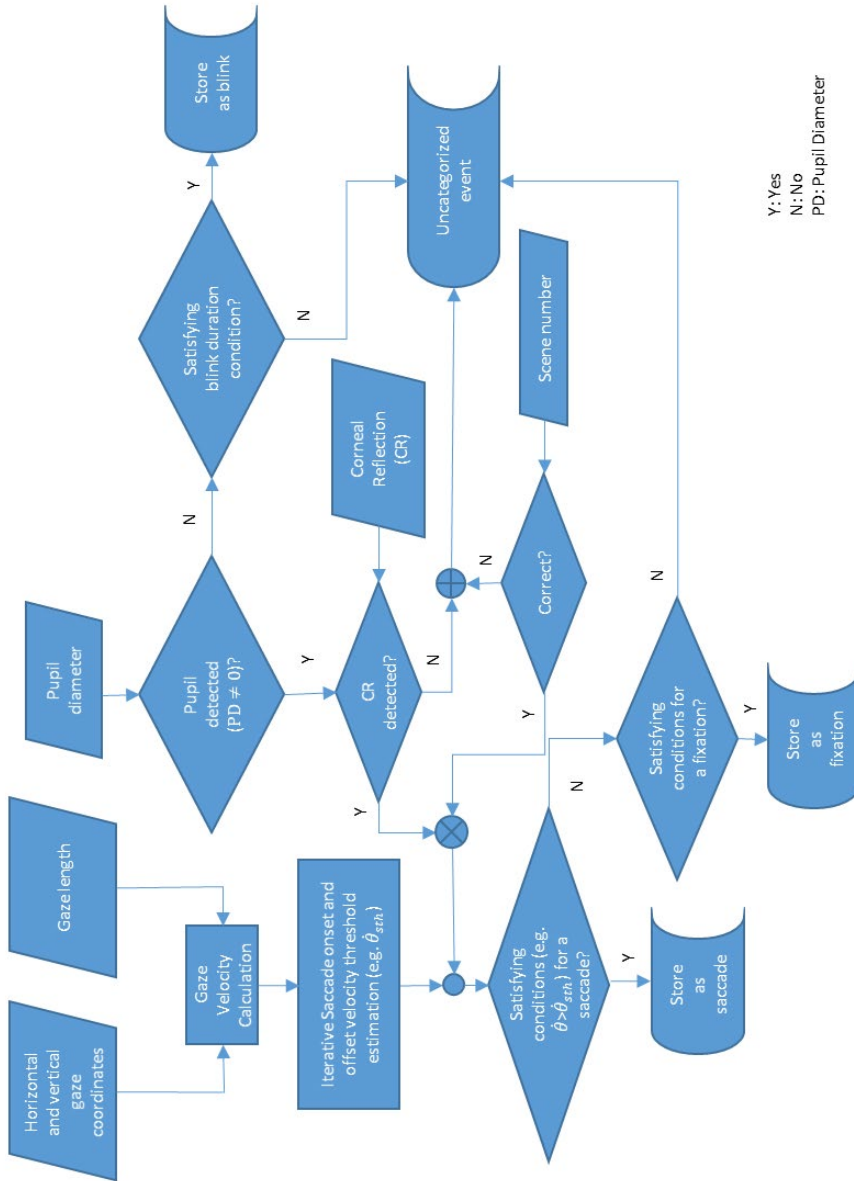 Horizontal
and vertical
gaze
coordinates
Gaze length
Pupil
diameter
Gaze
Velocity
Calculation
Pupil
detected
(PD ≠ 0)?
N
Satisfying
blink duration
condition?
Y
Store
as blink
Y
N
Iterative Saccade onset and
offset velocity threshold
estimation (e.g. θ̇sth)
CR
detected?
Corneal
Reflection
(CR)
Y
N
Uncategorized
event
N
Correct?
Scene number
Y
Satisfying
conditions (e.g.
θ̇>θ̇sth) for a
saccade?
N
Y
Satisfying
conditions for
a fixation?
N
Y
Store
as
saccade
Store
as
fixation
Y: Yes
N: No
PD: Pupil Diameter